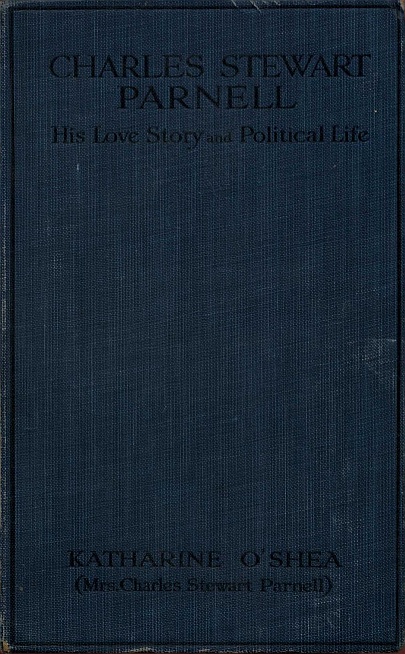 CHARLES STEWART
PARNELL
His Love Story and Political Life
KATHARINE O'SHEA
(Mrs.Charles Stewart Parnell)